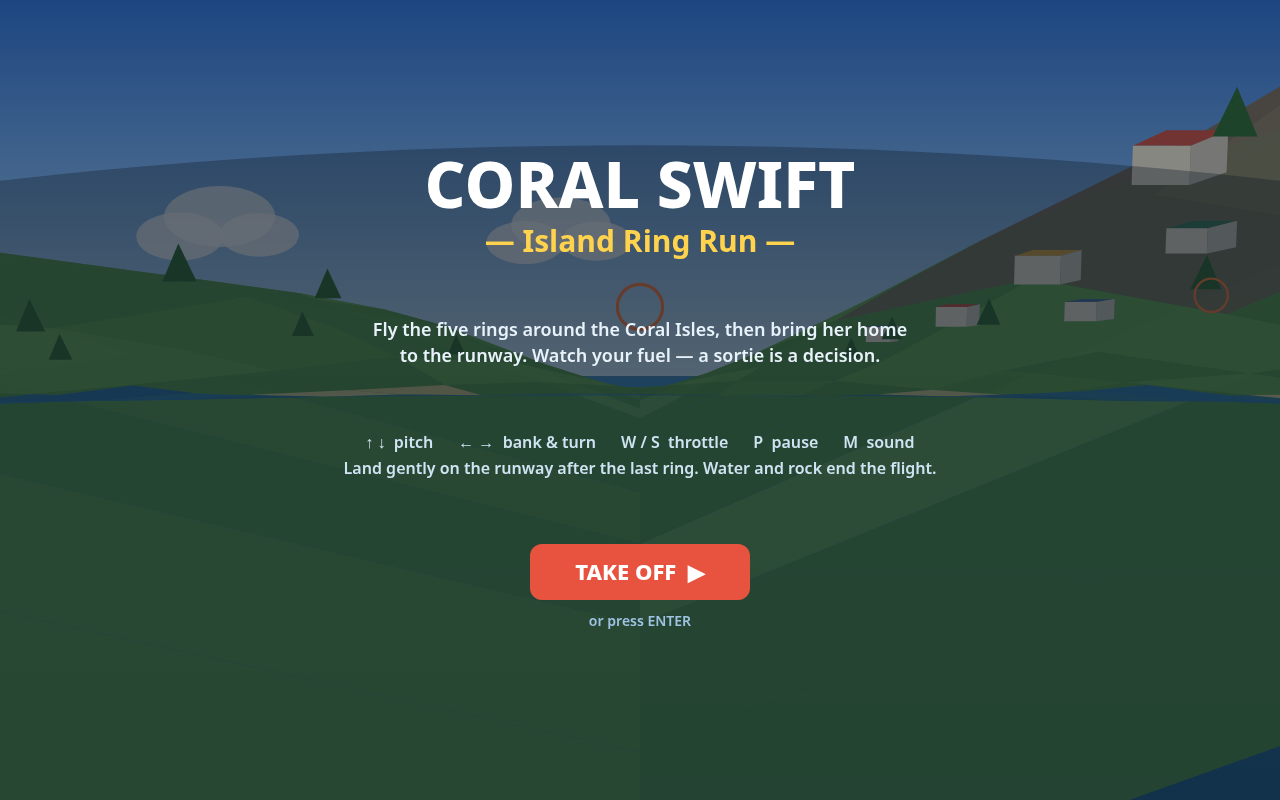 CORAL SWIFT
— Island Ring Run —
Fly the five rings around the Coral Isles, then bring her home
to the runway. Watch your fuel — a sortie is a decision.
↑ ↓ pitch ← → bank & turn W / S throttle P pause M sound
Land gently on the runway after the last ring. Water and rock end the flight.
TAKE OFF ▶
or press ENTER